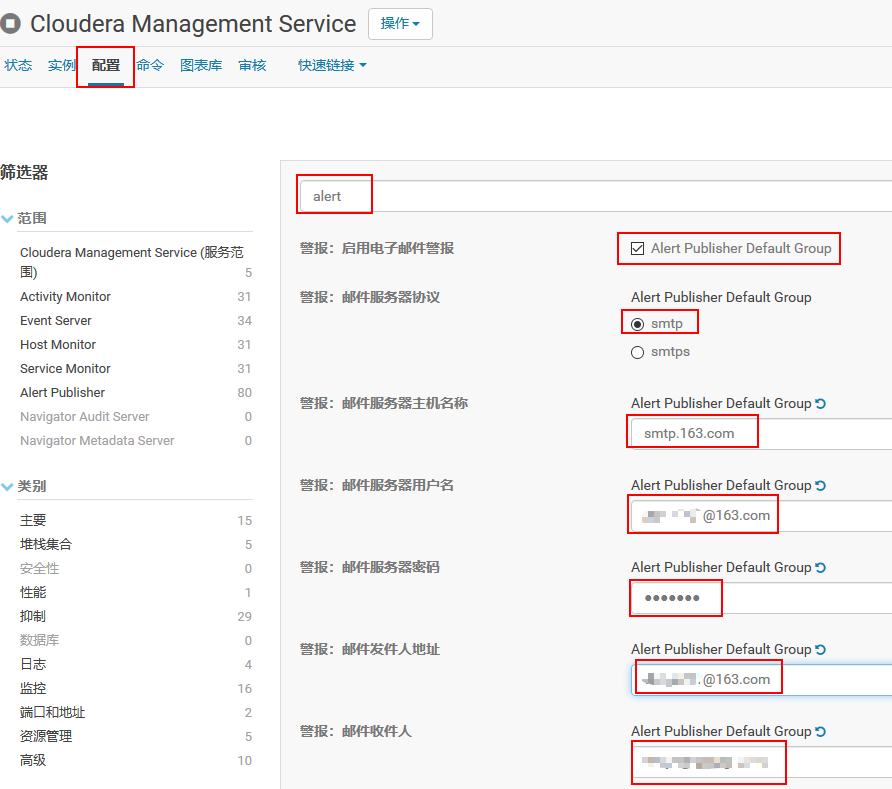 Cloudera Management Service 操作
状态 实例 配置 命令 图表库 审核 快速链接
筛选器
范围
Cloudera Management Service (服务范围) 5
Activity Monitor 31
Event Server 34
Host Monitor 31
Service Monitor 31
Alert Publisher 80
Navigator Audit Server 0
Navigator Metadata Server 0
类别
主要 15
堆栈集合 5
安全性 0
性能 1
抑制 29
数据库 0
日志 4
监控 16
端口和地址 2
资源管理 5
高级 10
alert
警报：启用电子邮件警报 Alert Publisher Default Group
警报：邮件服务器协议 Alert Publisher Default Group
smtp
smtps
警报：邮件服务器主机名称 Alert Publisher Default Group
smtp.163.com
警报：邮件服务器用户名 Alert Publisher Default Group
@163.com
警报：邮件服务器密码 Alert Publisher Default Group
•••••••
警报：邮件发件人地址 Alert Publisher Default Group
@163.com
警报：邮件收件人 Alert Publisher Default Group